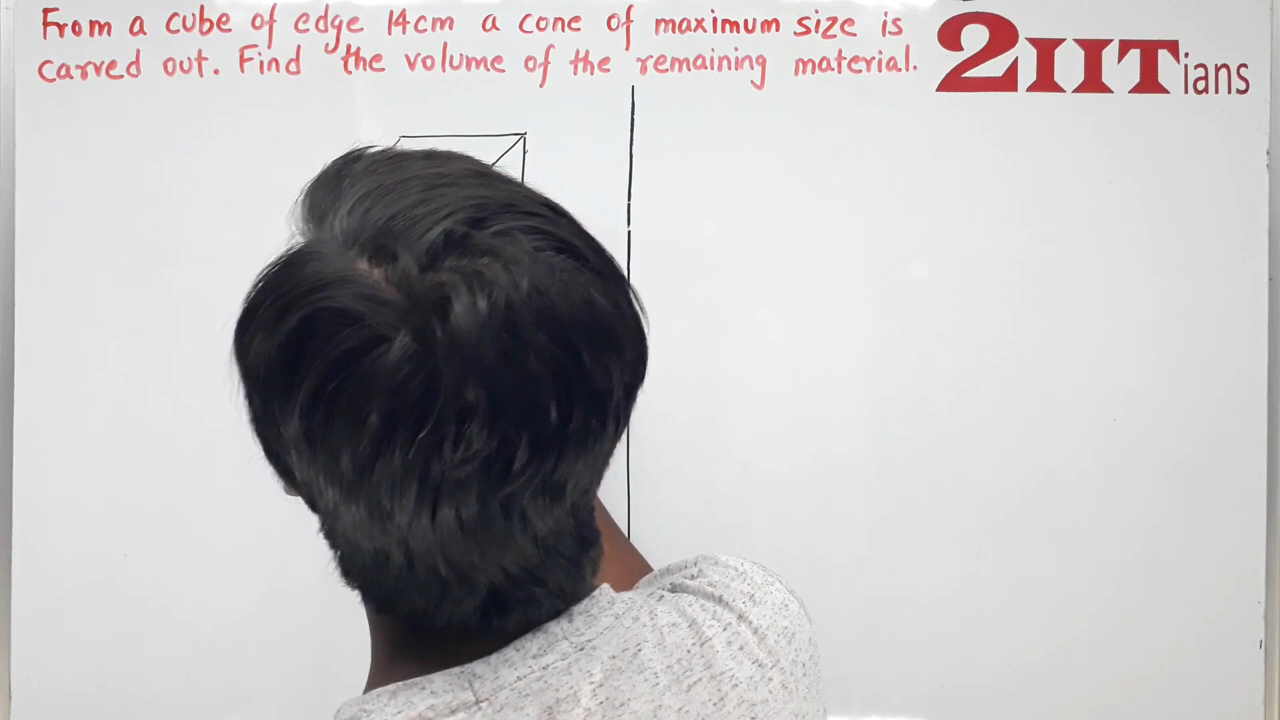 From a cube of edge 14cm a cone of maximum size is
carved out. Find the volume of the remaining material.
2IITians